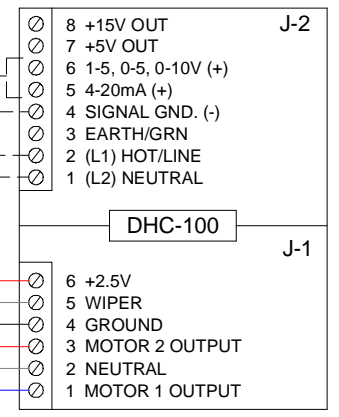 J-2
8 +15V OUT
7 +5V OUT
6 1-5, 0-5, 0-10V (+)
5 4-20mA (+)
4 SIGNAL GND. (-)
3 EARTH/GRN
2 (L1) HOT/LINE
1 (L2) NEUTRAL
DHC-100
J-1
6 +2.5V
5 WIPER
4 GROUND
3 MOTOR 2 OUTPUT
2 NEUTRAL
1 MOTOR 1 OUTPUT